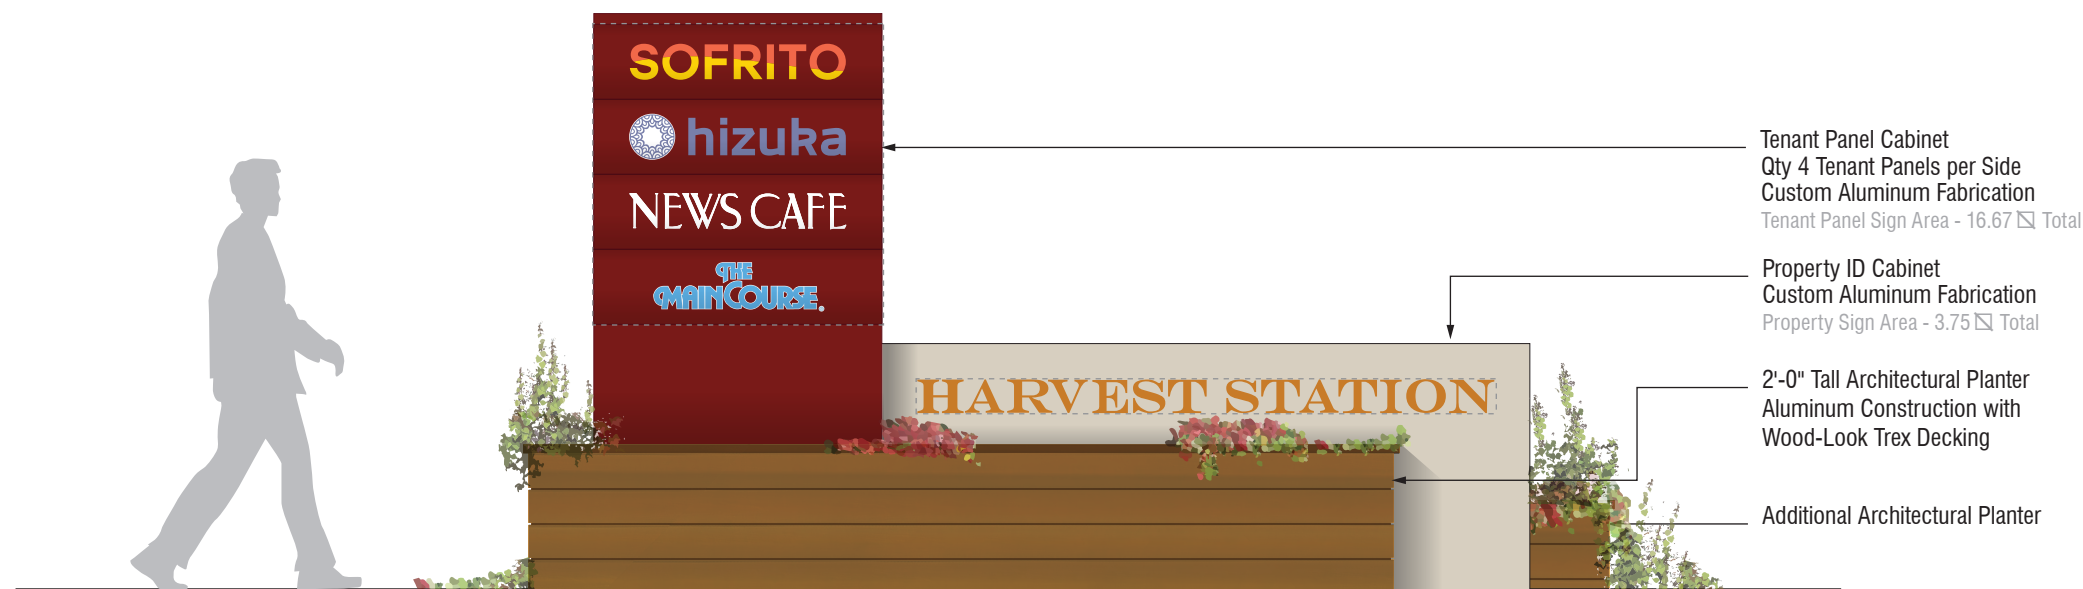 SOFRITO
hizuka
NEWS CAFE
THE
MAINCOURSE.
HARVEST STATION
Tenant Panel Cabinet
Qty 4 Tenant Panels per Side
Custom Aluminum Fabrication
Tenant Panel Sign Area - 16.67 Total
Property ID Cabinet
Custom Aluminum Fabrication
Property Sign Area - 3.75 Total
2'-0" Tall Architectural Planter
Aluminum Construction with
Wood-Look Trex Decking
Additional Architectural Planter